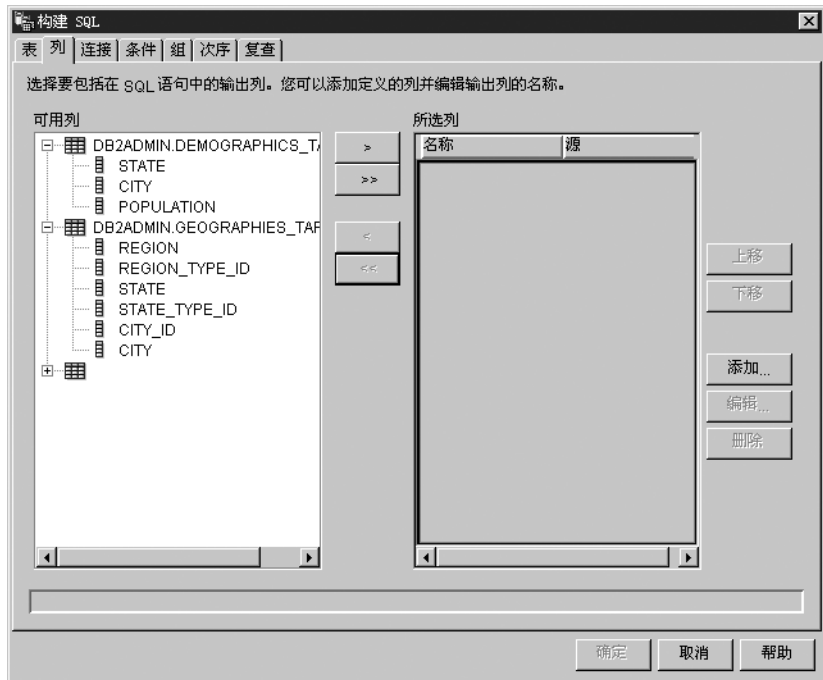 构建 SQL
表 列 连接 条件 组 次序 复查
选择要包括在 SQL 语句中的输出列。您可以添加定义的列并编辑输出列的名称。
可用列
DB2ADMIN.DEMOGRAPHICS_TA
STATE
CITY
POPULATION
DB2ADMIN.GEOGRAPHIES_TAR
REGION
REGION_TYPE_ID
STATE
STATE_TYPE_ID
CITY_ID
CITY
>
>>
<
<<
所选列
名称 源
上移
下移
添加...
编辑...
删除
确定 取消 帮助